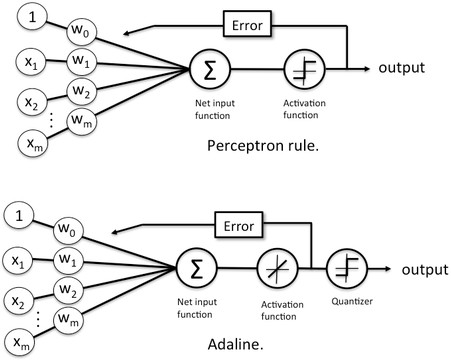 1
w0
Error
x1
w1
Σ
output
x2
w2
Net input
function
Activation
function
xm
wm
Perceptron rule.
1
w0
Error
x1
w1
Σ
output
x2
w2
Net input
function
Activation
function
Quantizer
xm
wm
Adaline.